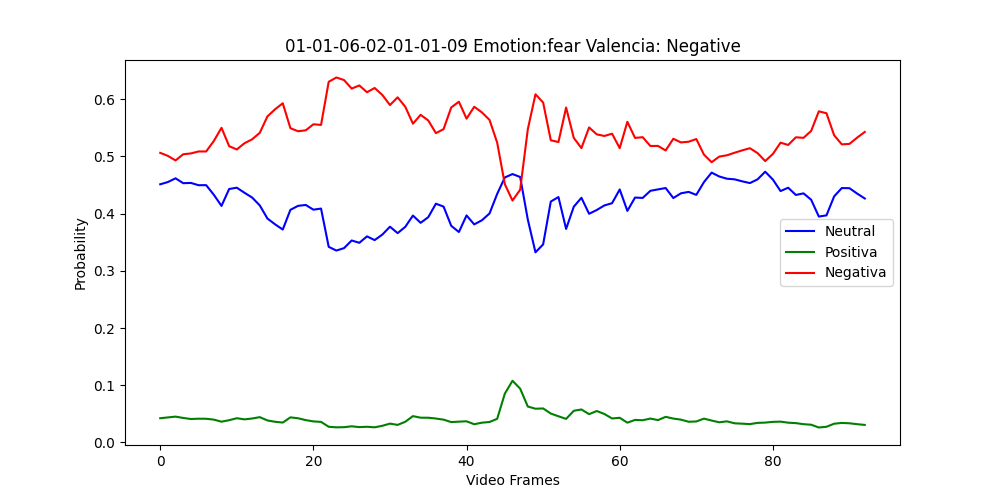 01-01-06-02-01-01-09 Emotion:fear Valencia: Negative
Probability
0.6
0.5
0.4
0.3
0.2
0.1
0.0
Neutral
Positiva
Negativa
0 20 40 60 80
Video Frames